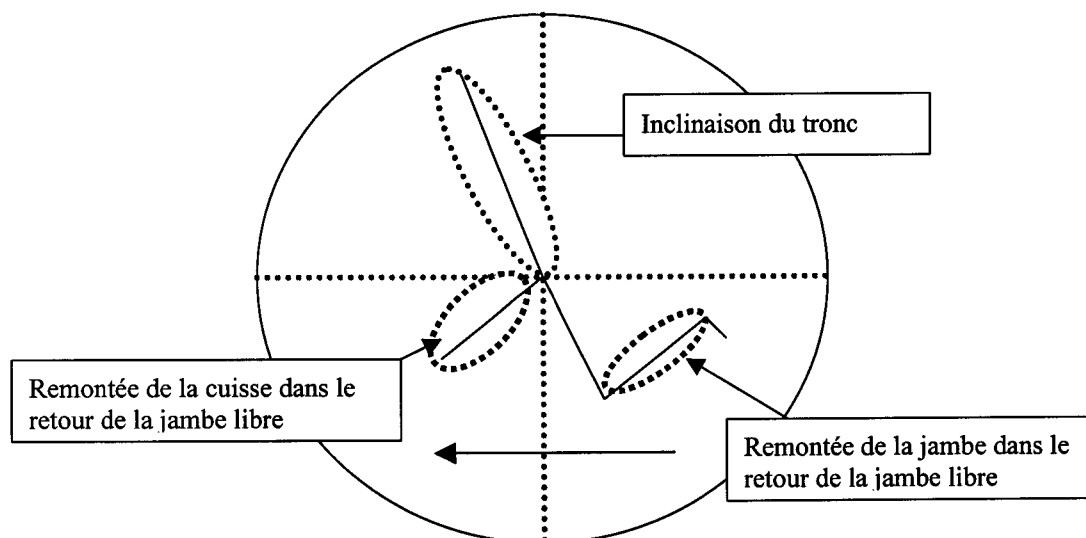 Inclinaison du tronc
Remontée de la cuisse dans le
retour de la jambe libre
Remontée de la jambe dans le
retour de la jambe libre